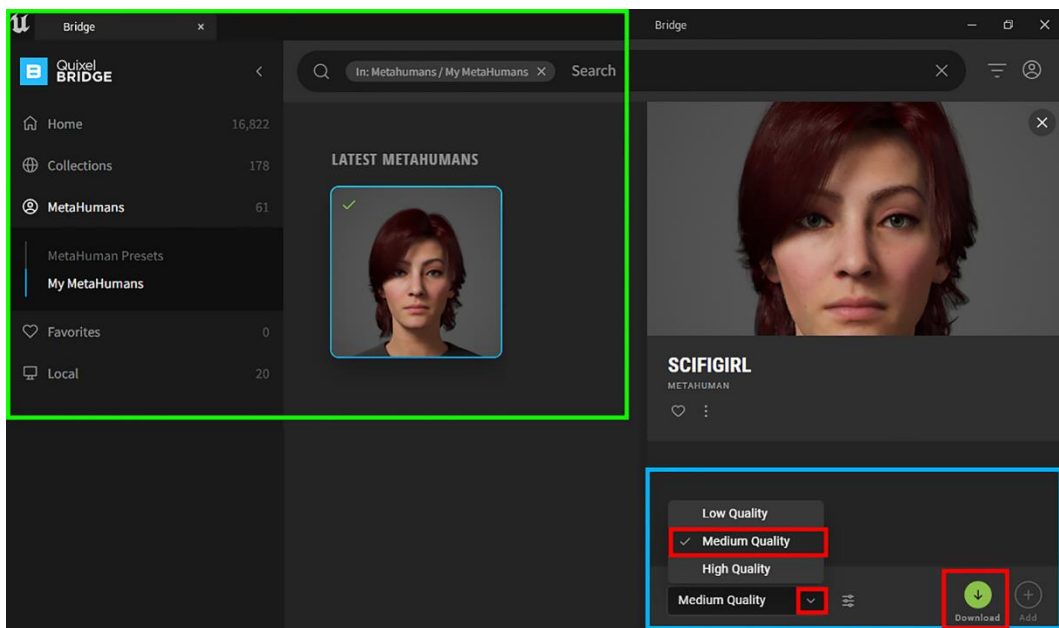 Bridge
Bridge
Quixel
BRIDGE
In: Metahumans / My MetaHumans
Search
Home 16,822
Collections 178
MetaHumans 61
MetaHuman Presets
My MetaHumans
Favorites 0
Local 20
LATEST METAHUMANS
SCIFIGIRL
METAHUMAN
Low Quality
Medium Quality
High Quality
Medium Quality
Download
Add